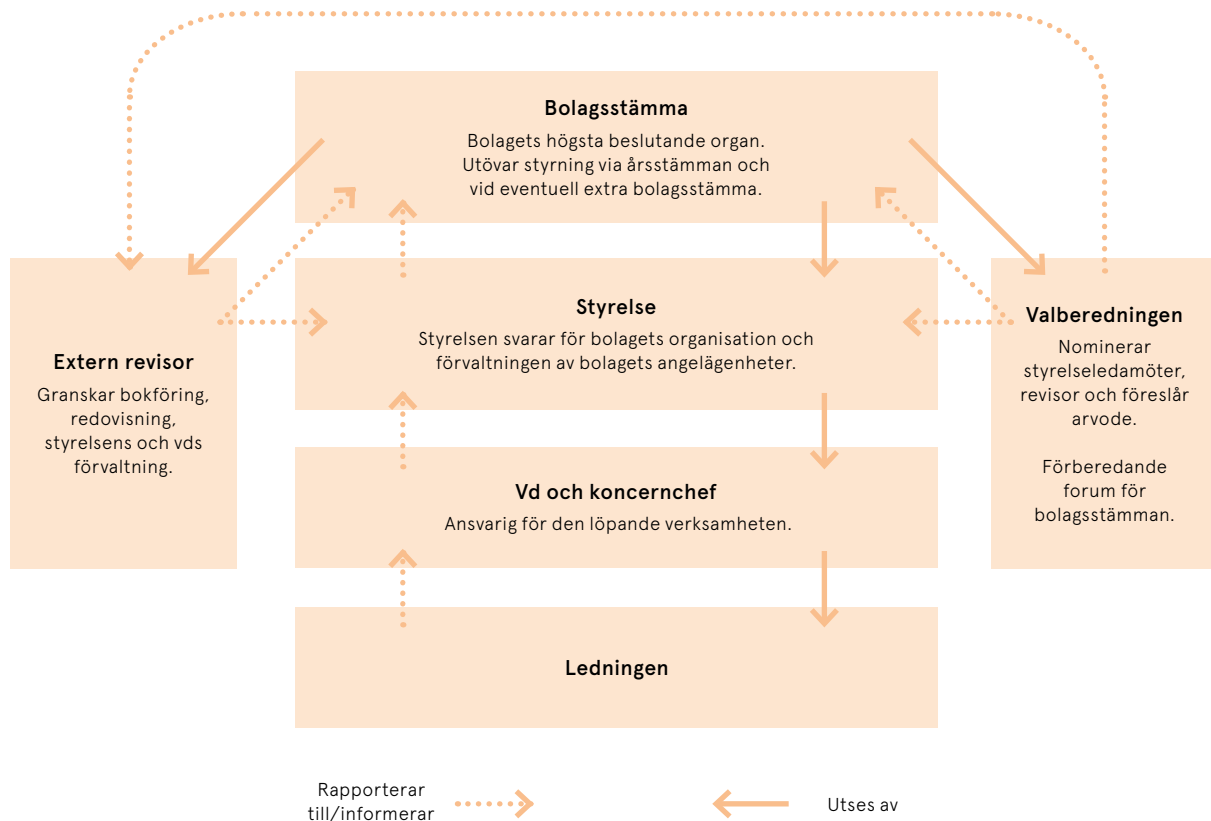 Bolagsstämma
Bolagets högsta beslutande organ.
Utövar styrning via årsstämman och
vid eventuell extra bolagsstämma.
Styrelse
Styrelsen svarar för bolagets organisation och
förvaltningen av bolagets angelägenheter.
Extern revisor
Granskar bokföring,
redovisning,
styrelsens och vds
förvaltning.
Valberedningen
Nominerar
styrelseledamöter,
revisor och föreslår
arvode.
Förberedande
forum för
bolagsstämman.
Vd och koncernchef
Ansvarig för den löpande verksamheten.
Ledningen
Rapporterar
till/informerar
Utses av